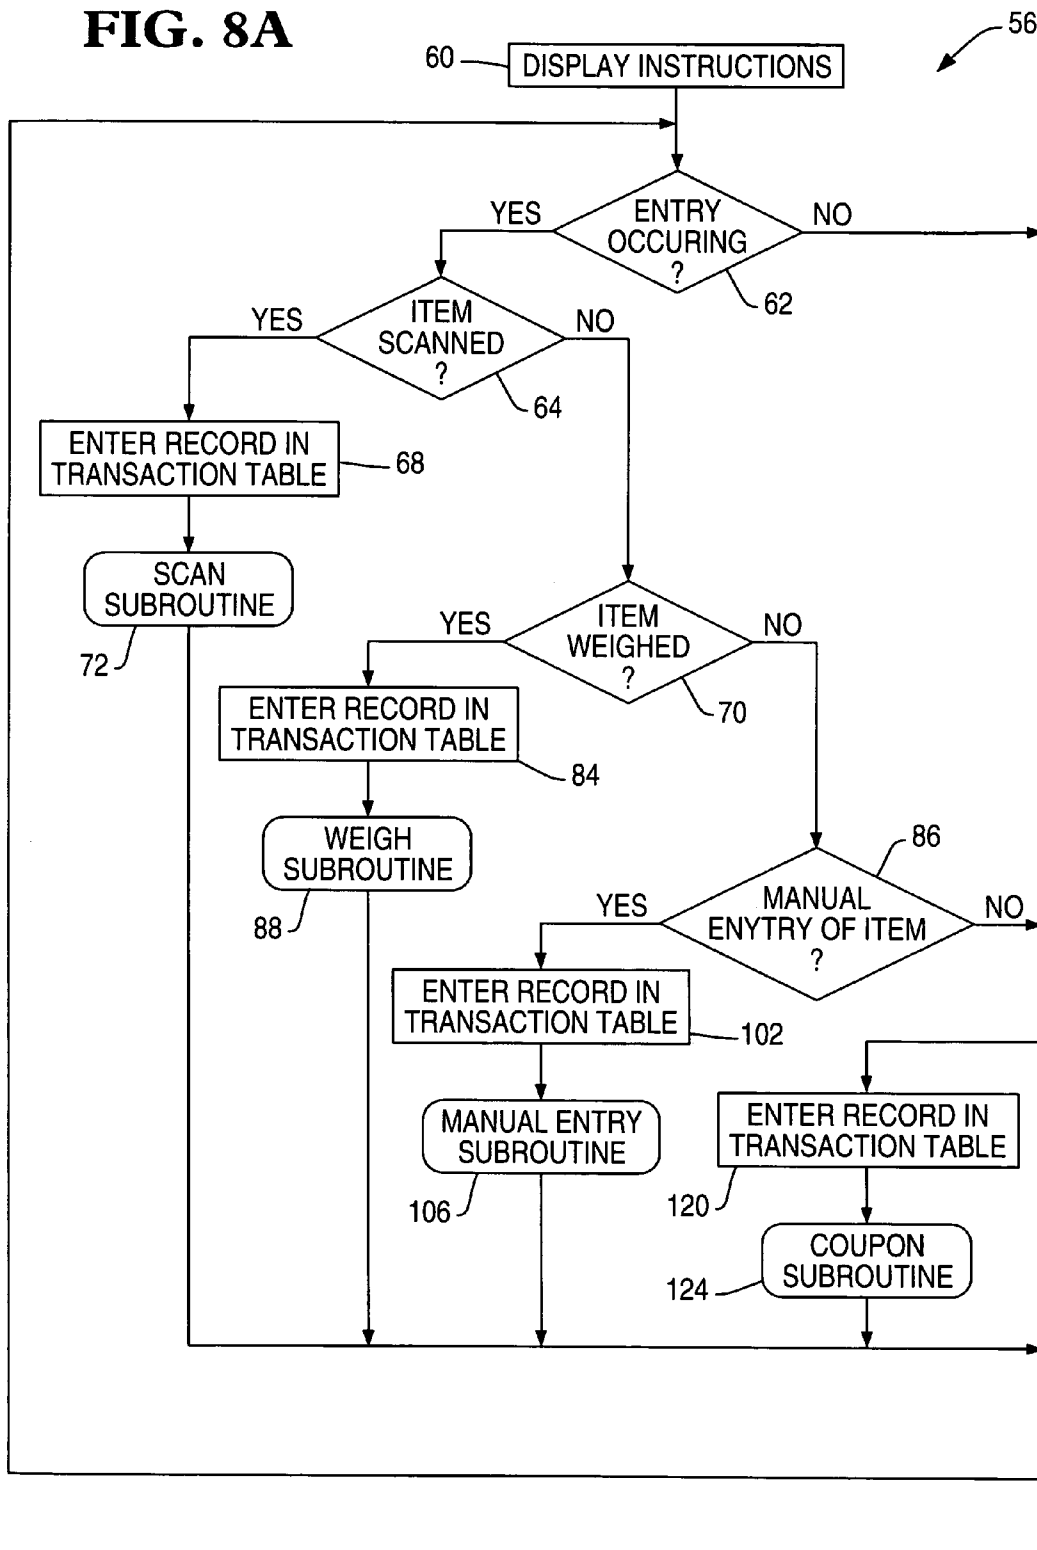 FIG. 8A
56
60
DISPLAY INSTRUCTIONS
YES
ENTRY
OCCURING
?
NO
62
YES
ITEM
SCANNED
?
NO
64
ENTER RECORD IN
TRANSACTION TABLE
68
SCAN
SUBROUTINE
72
YES
ITEM
WEIGHED
?
NO
70
ENTER RECORD IN
TRANSACTION TABLE
84
WEIGH
SUBROUTINE
88
86
YES
MANUAL
ENYTRY OF ITEM
?
NO
ENTER RECORD IN
TRANSACTION TABLE
102
MANUAL ENTRY
SUBROUTINE
106
ENTER RECORD IN
TRANSACTION TABLE
120
COUPON
SUBROUTINE
124